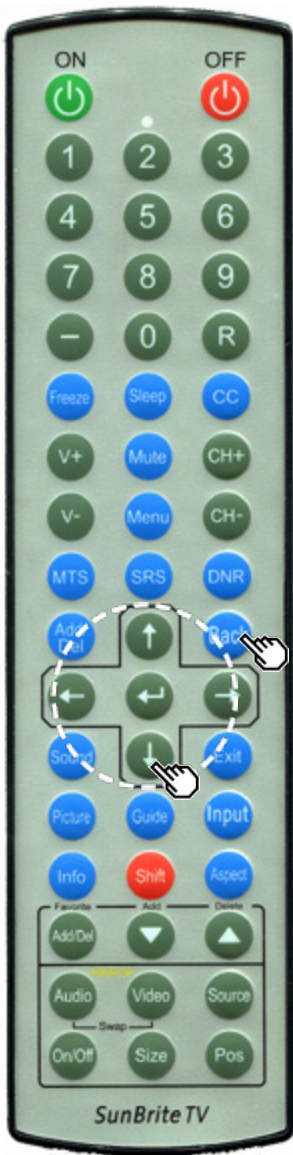 ON OFF
1 2 3
4 5 6
7 8 9
– 0 R
Freeze Sleep CC
V+ Mute CH+
V- Menu CH-
MTS SRS DNR
Add/
Del ↑ Back
← ↵ →
Sound ↓ Exit
Picture Guide Input
Info Shift Aspect
Favorite Add Delete
Add/Del ▼ ▲
Audio Video Source
Swap
On/Off Size Pos
SunBrite TV